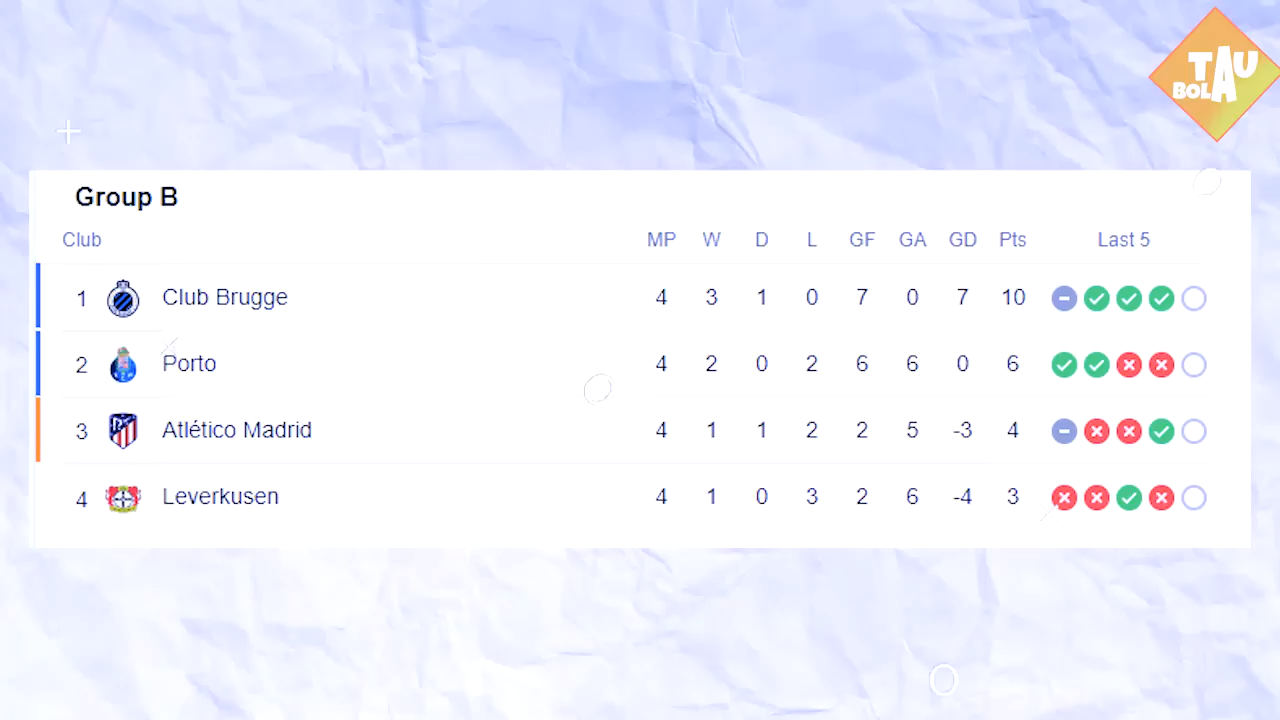 TAU
BOLA
Group B
Club MP W D L GF GA GD Pts Last 5
1 Club Brugge 4 3 1 0 7 0 7 10
2 Porto 4 2 0 2 6 6 0 6
3 Atlético Madrid 4 1 1 2 2 5 -3 4
4 Leverkusen 4 1 0 3 2 6 -4 3